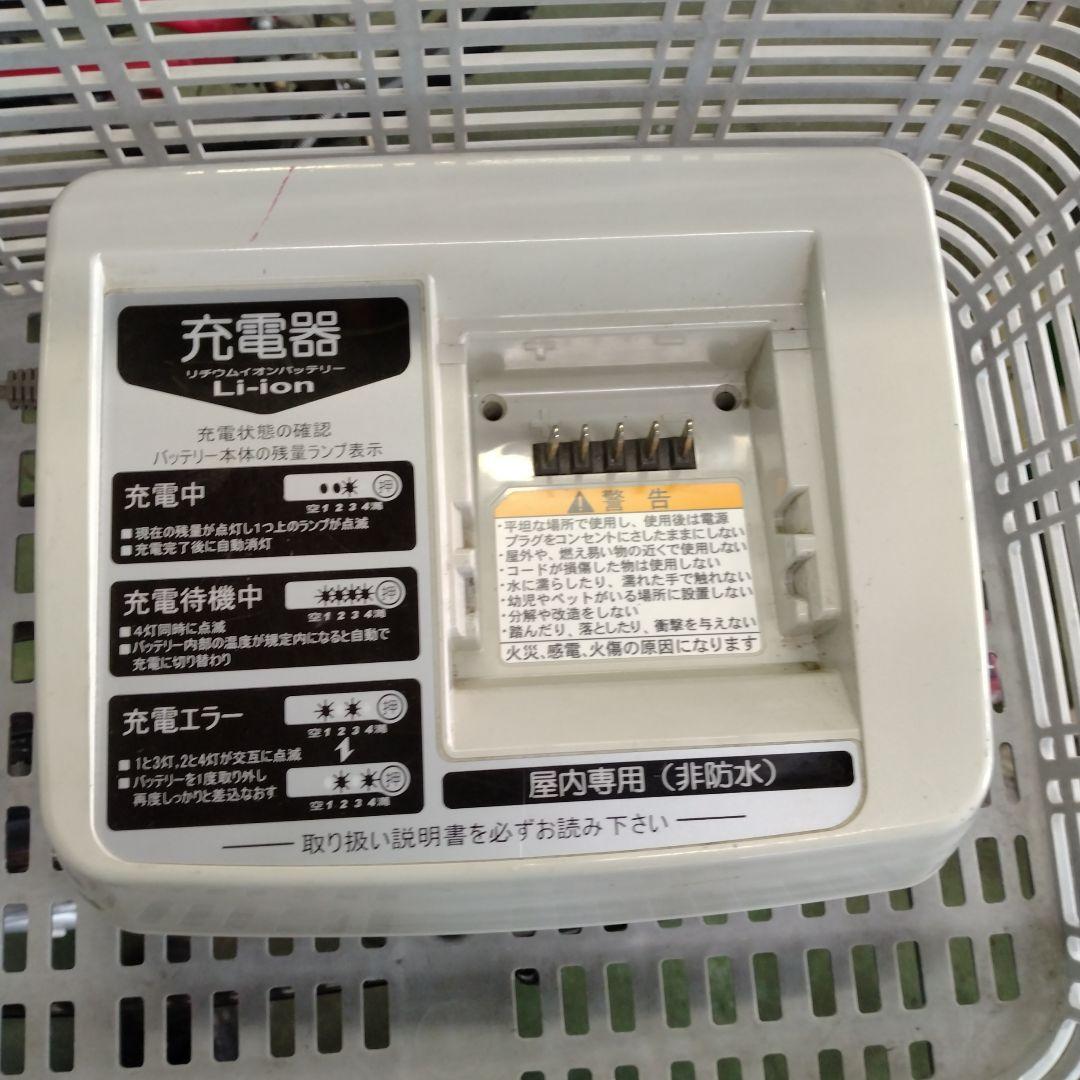 充電器
リチウムイオンバッテリー
Li-ion
充電状態の確認
バッテリー本体の残量ランプ表示
充電中
押
空1234満
■現在の残量が点灯し1つ上のランプが点滅
■充電完了後に自動消灯
充電待機中
押
空1234満
■4灯同時に点滅
■バッテリー内部の温度が規定内になると自動で
充電に切り替わり
充電エラー
押
空1234満
■1と3灯,2と4灯が交互に点滅
■バッテリーを1度取り外し
再度しっかりと差込なおす
押
空1234満
警告
・平坦な場所で使用し、使用後は電源
プラグをコンセントにさしたままにしない
・屋外や、燃え易い物の近くで使用しない
・コードが損傷した物は使用しない
・水に濡らしたり、濡れた手で触れない
・幼児やペットがいる場所に設置しない
・分解や改造をしない
・踏んだり、落としたり、衝撃を与えない
火災、感電、火傷の原因になります
屋内専用（非防水）
取り扱い説明書を必ずお読み下さい